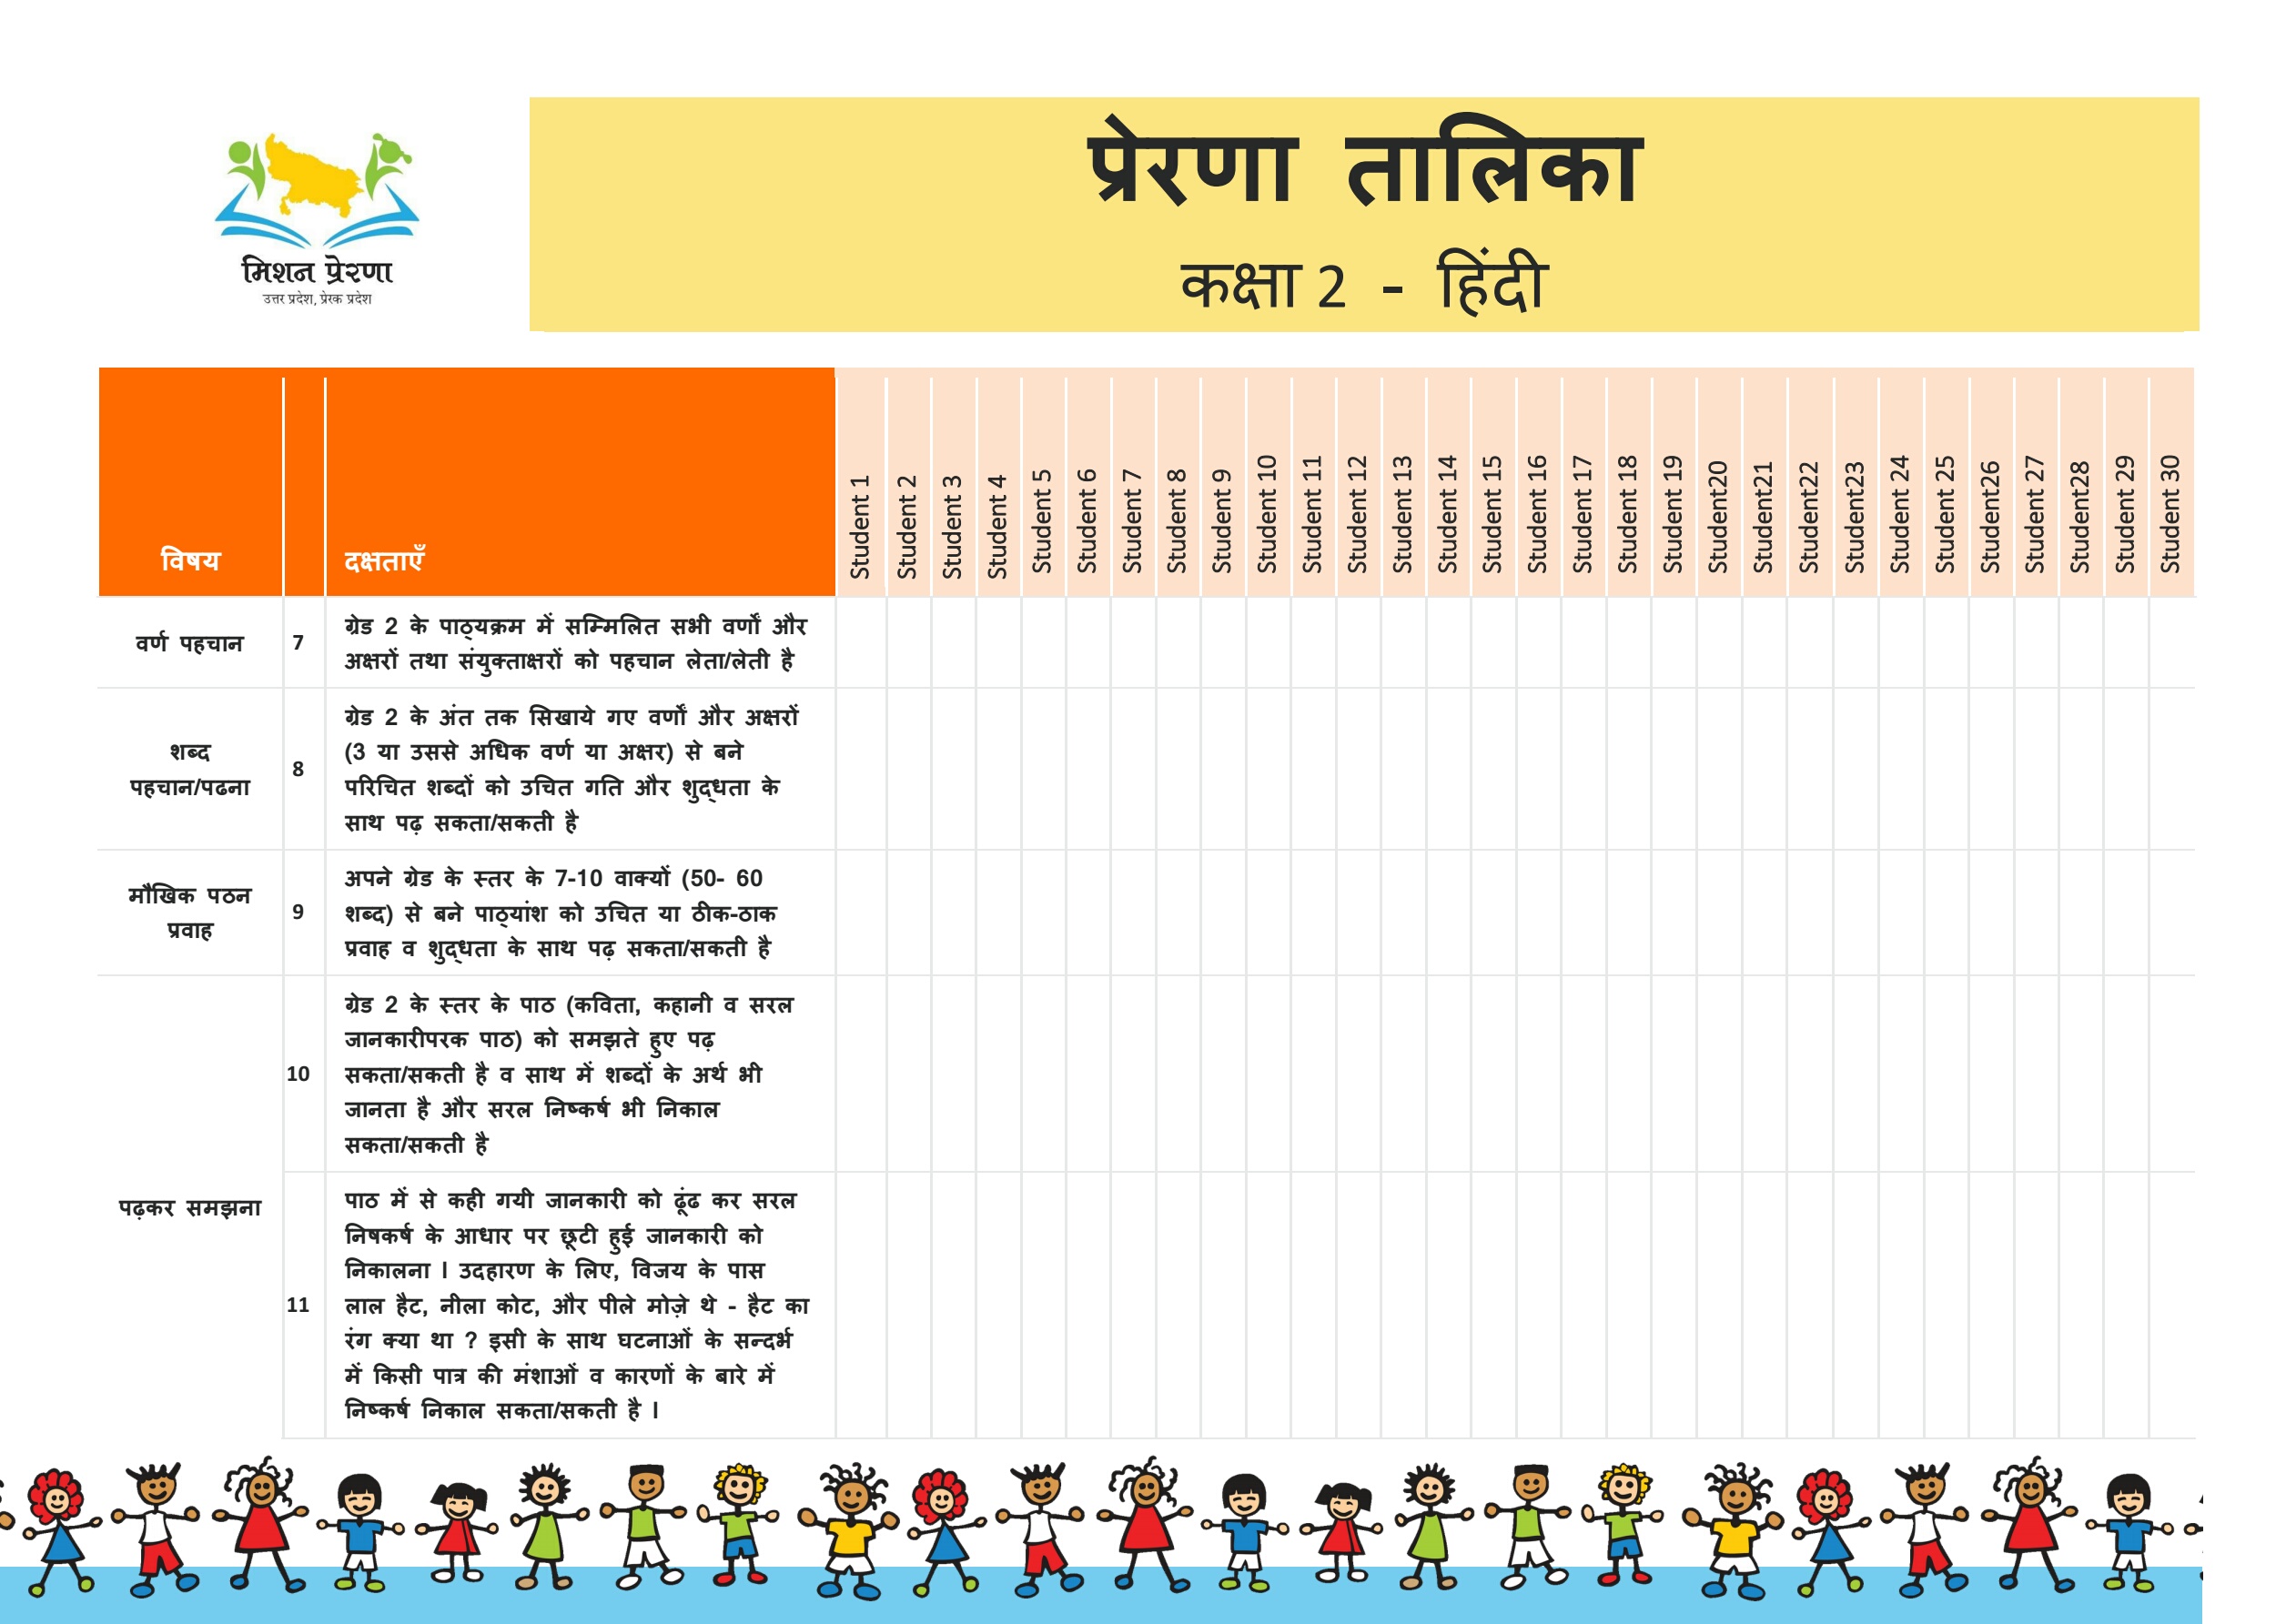 प्रेरणा तालिका
कक्षा 2 - हिंदी
मिशन प्रेरणा
उत्तर प्रदेश, प्रेरक प्रदेश
विषय
दक्षताएँ
Student 1
Student 2
Student 3
Student 4
Student 5
Student 6
Student 7
Student 8
Student 9
Student 10
Student 11
Student 12
Student 13
Student 14
Student 15
Student 16
Student 17
Student 18
Student 19
Student20
Student21
Student22
Student23
Student 24
Student 25
Student26
Student 27
Student28
Student 29
Student 30
वर्ण पहचान
7
ग्रेड 2 के पाठ्यक्रम में सम्मिलित सभी वर्णों और
अक्षरों तथा संयुक्ताक्षरों को पहचान लेता/लेती है
शब्द
पहचान/पढना
8
ग्रेड 2 के अंत तक सिखाये गए वर्णों और अक्षरों
(3 या उससे अधिक वर्ण या अक्षर) से बने
परिचित शब्दों को उचित गति और शुद्धता के
साथ पढ़ सकता/सकती है
मौखिक पठन
प्रवाह
9
अपने ग्रेड के स्तर के 7-10 वाक्यों (50- 60
शब्द) से बने पाठ्यांश को उचित या ठीक-ठाक
प्रवाह व शुद्धता के साथ पढ़ सकता/सकती है
पढ़कर समझना
10
ग्रेड 2 के स्तर के पाठ (कविता, कहानी व सरल
जानकारीपरक पाठ) को समझते हुए पढ़
सकता/सकती है व साथ में शब्दों के अर्थ भी
जानता है और सरल निष्कर्ष भी निकाल
सकता/सकती है
11
पाठ में से कही गयी जानकारी को ढूंढ कर सरल
निषकर्ष के आधार पर छूटी हुई जानकारी को
निकालना l उदहारण के लिए, विजय के पास
लाल हैट, नीला कोट, और पीले मोज़े थे - हैट का
रंग क्या था ? इसी के साथ घटनाओं के सन्दर्भ
में किसी पात्र की मंशाओं व कारणों के बारे में
निष्कर्ष निकाल सकता/सकती है l